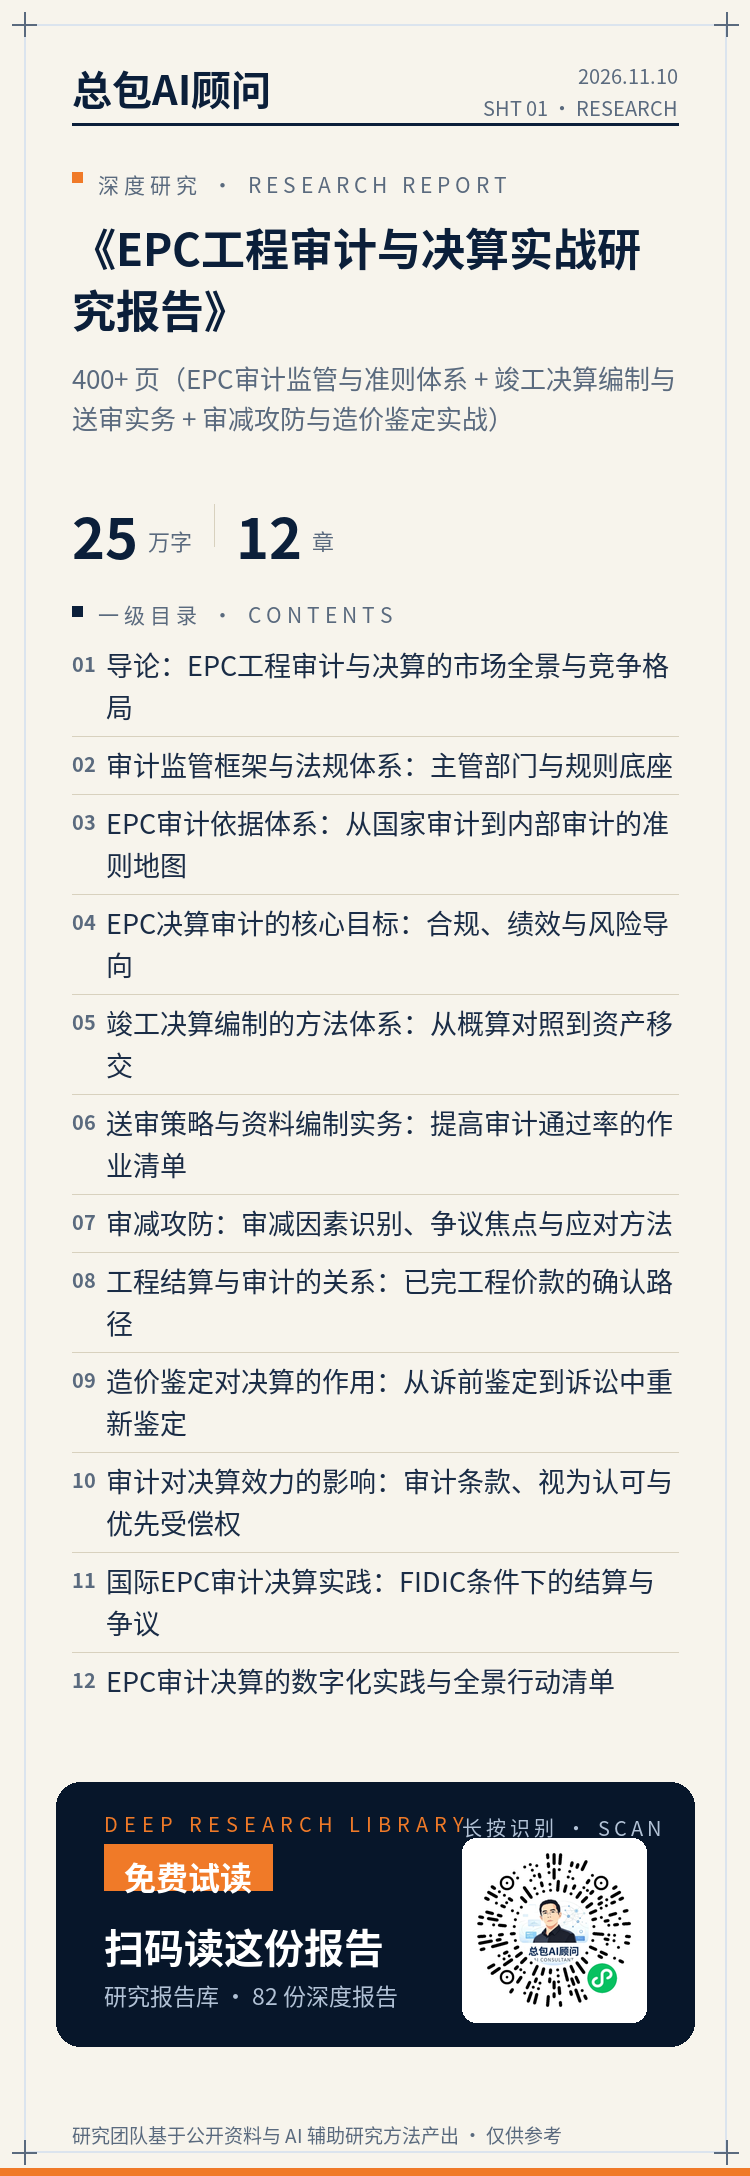 总包AI顾问
2026.11.10
SHT 01 • RESEARCH
深度研究 • RESEARCH REPORT
《EPC工程审计与决算实战研
究报告》
400+ 页（EPC审计监管与准则体系 + 竣工决算编制与
送审实务 + 审减攻防与造价鉴定实战）
25 万字 12 章
一级目录 • CONTENTS
01 导论：EPC工程审计与决算的市场全景与竞争格
局
02 审计监管框架与法规体系：主管部门与规则底座
03 EPC审计依据体系：从国家审计到内部审计的准
则地图
04 EPC决算审计的核心目标：合规、绩效与风险导
向
05 竣工决算编制的方法体系：从概算对照到资产移
交
06 送审策略与资料编制实务：提高审计通过率的作
业清单
07 审减攻防：审减因素识别、争议焦点与应对方法
08 工程结算与审计的关系：已完工程价款的确认路
径
09 造价鉴定对决算的作用：从诉前鉴定到诉讼中重
新鉴定
10 审计对决算效力的影响：审计条款、视为认可与
优先受偿权
11 国际EPC审计决算实践：FIDIC条件下的结算与
争议
12 EPC审计决算的数字化实践与全景行动清单
DEEP RESEARCH LIBRARY
长按识别 • SCAN
免费试读
扫码读这份报告
研究报告库 • 82 份深度报告
总包AI顾问
AI CONSULTANT
研究团队基于公开资料与 AI 辅助研究方法产出 • 仅供参考